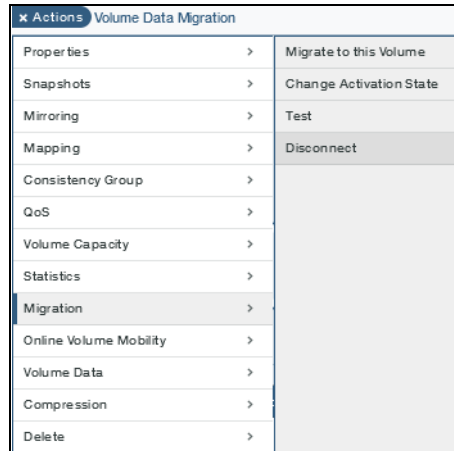 × Actions Volume Data Migration
Properties >
Snapshots >
Mirroring >
Mapping >
Consistency Group >
QoS >
Volume Capacity >
Statistics >
Migration >
Online Volume Mobility >
Volume Data >
Compression >
Delete >
Migrate to this Volume
Change Activation State
Test
Disconnect